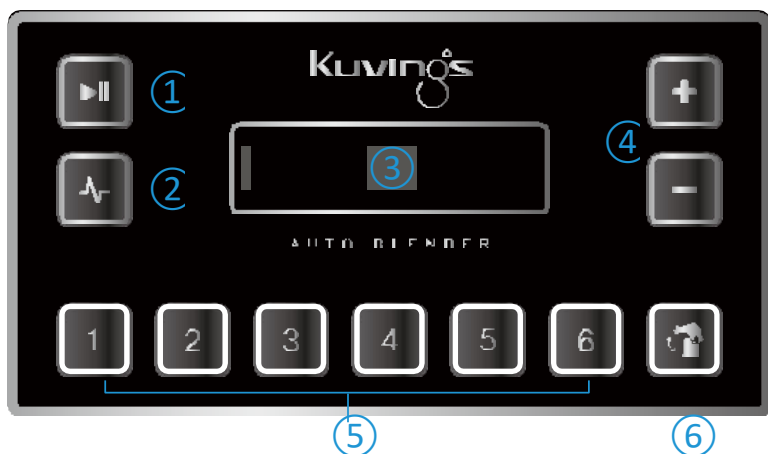 Kuvings
①
②
③
④
AUTO BLENDER
1 2 3 4 5 6
⑤
⑥